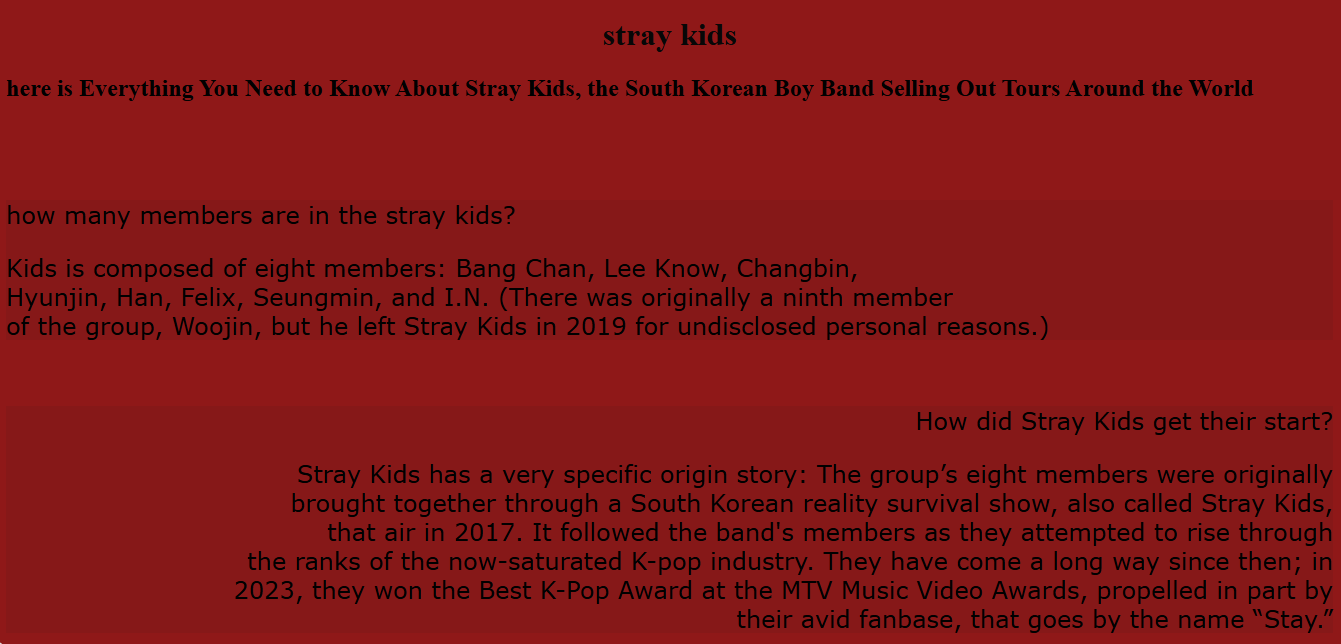 stray kids
here is Everything You Need to Know About Stray Kids, the South Korean Boy Band Selling Out Tours Around the World
how many members are in the stray kids?
Kids is composed of eight members: Bang Chan, Lee Know, Changbin,
Hyunjin, Han, Felix, Seungmin, and I.N. (There was originally a ninth member
of the group, Woojin, but he left Stray Kids in 2019 for undisclosed personal reasons.)
How did Stray Kids get their start?
Stray Kids has a very specific origin story: The group’s eight members were originally
brought together through a South Korean reality survival show, also called Stray Kids,
that air in 2017. It followed the band's members as they attempted to rise through
the ranks of the now-saturated K-pop industry. They have come a long way since then; in
2023, they won the Best K-Pop Award at the MTV Music Video Awards, propelled in part by
their avid fanbase, that goes by the name “Stay.”